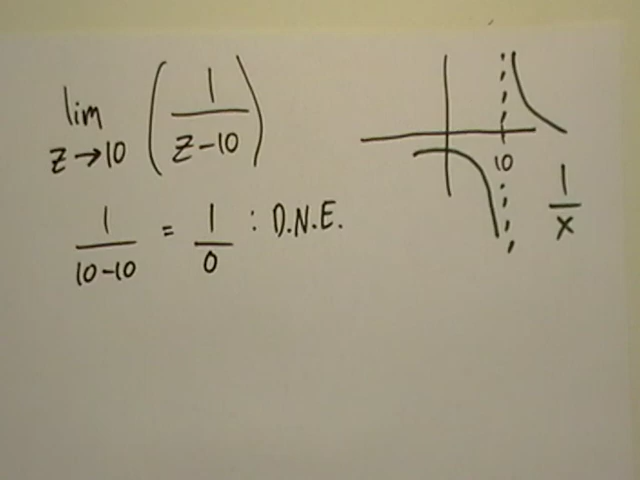 lim z→10 (1/(z-10))
1/(10-10) = 1/0 : D.N.E.
10
1/x